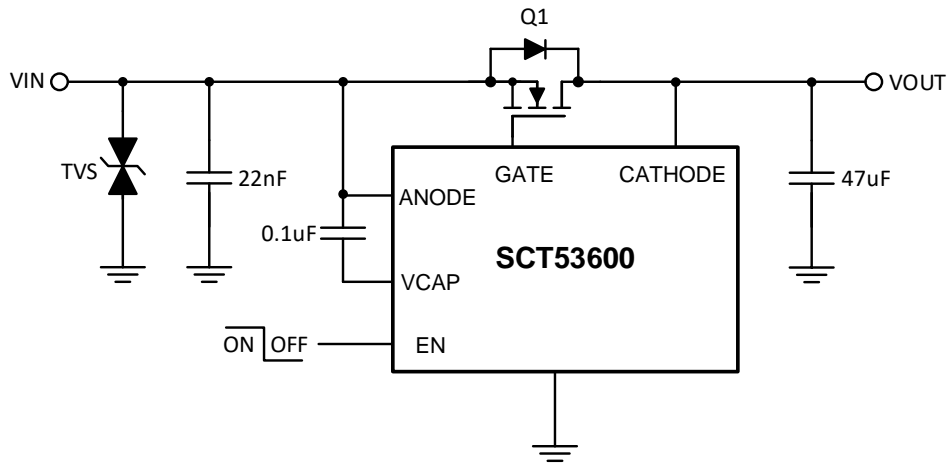 Q1
VIN
VOUT
TVS
22nF
GATE
CATHODE
47uF
ANODE
0.1uF
SCT53600
VCAP
ON OFF
EN